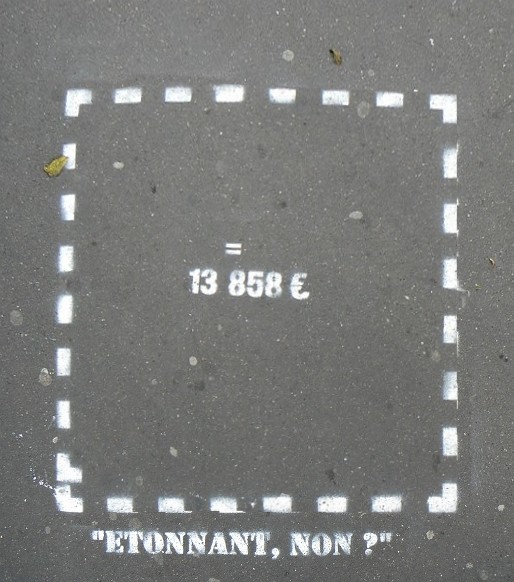 =
13 858 €
"ETONNANT, NON ?"